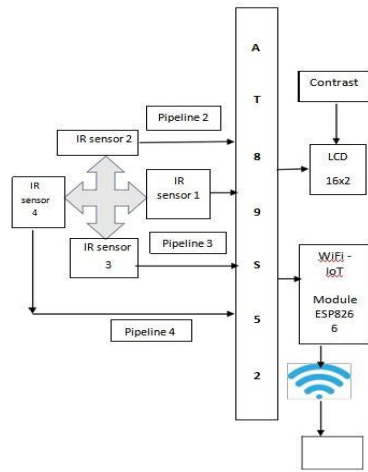 A
T
8
9
S
5
2
Pipeline 2
IR sensor 2
IR
sensor 1
IR
sensor
4
IR sensor
3
Pipeline 3
Pipeline 4
Contrast
LCD
16x2
WiFi -
IoT
Module
ESP826
6